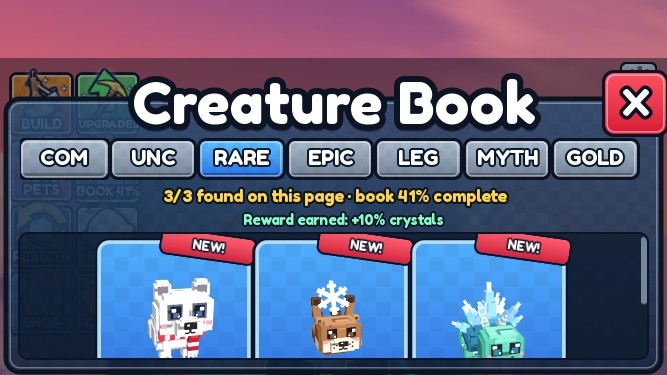 Creature Book
BUILD
UPGRADES
COM UNC RARE EPIC LEG MYTH GOLD
PETS
BOOK 41%
3/3 found on this page · book 41% complete
Reward earned: +10% crystals
NEW! NEW! NEW!